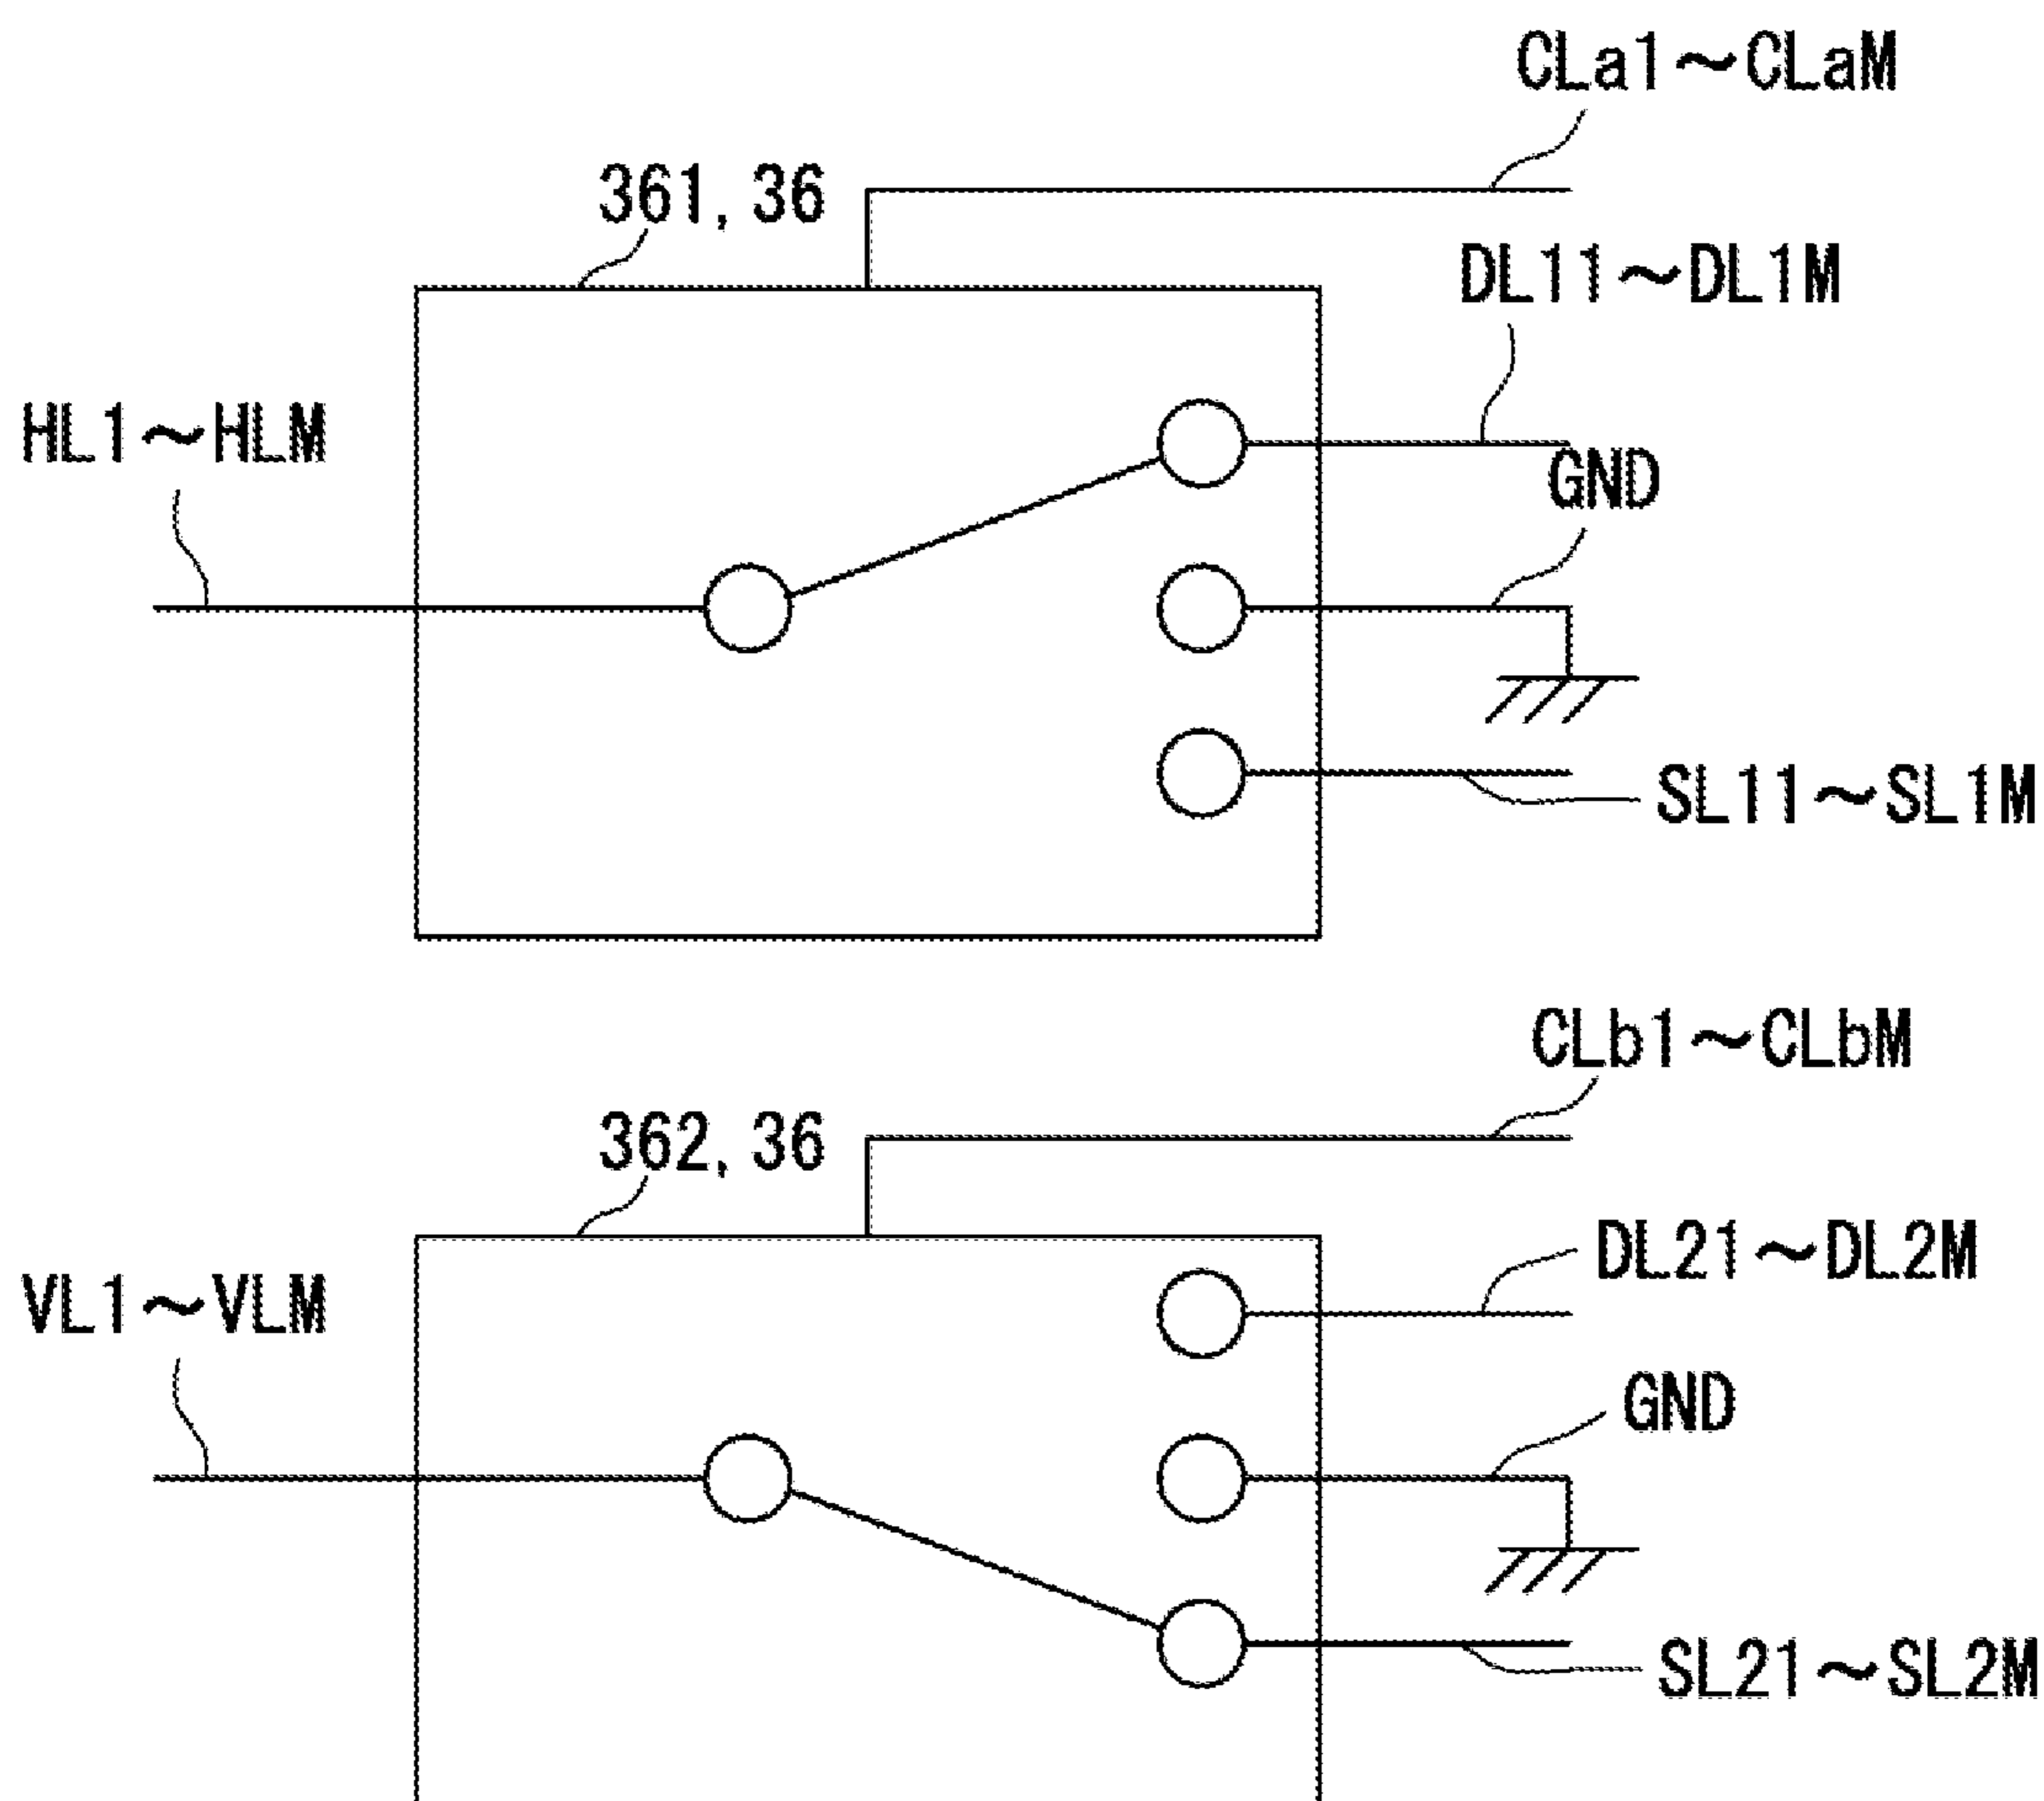 CLa1～CLaM
361, 36
DL11～DL1M
HL1～HLM
GND
SL11～SL1M
CLb1～CLbM
362, 36
DL21～DL2M
VL1～VLM
GND
SL21～SL2M